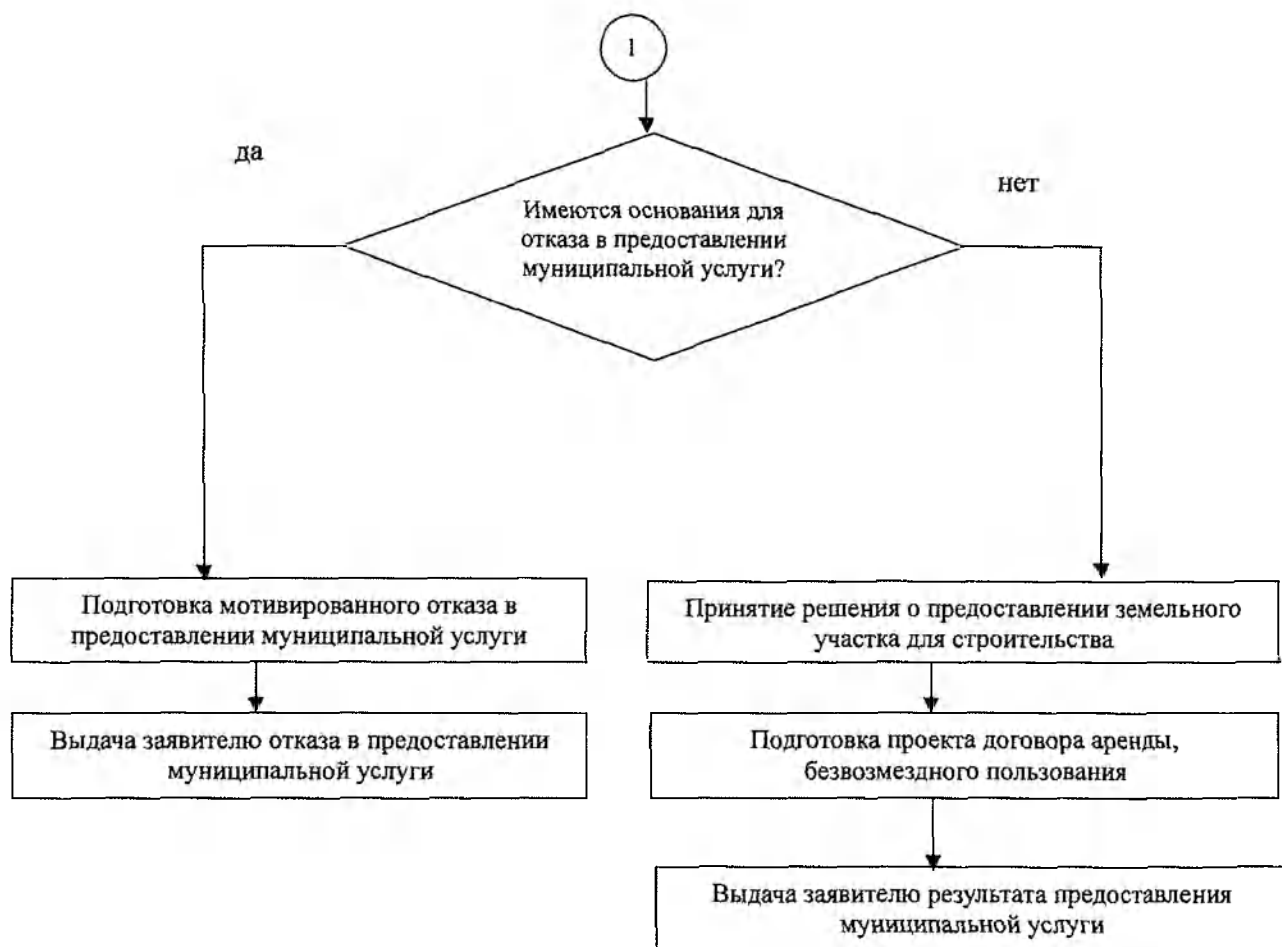 1
да
нет
Имеются основания для
отказа в предоставлении
муниципальной услуги?
Подготовка мотивированного отказа в
предоставлении муниципальной услуги
Принятие решения о предоставлении земельного
участка для строительства
Выдача заявителю отказа в предоставлении
муниципальной услуги
Подготовка проекта договора аренды,
безвозмездного пользования
Выдача заявителю результата предоставления
муниципальной услуги